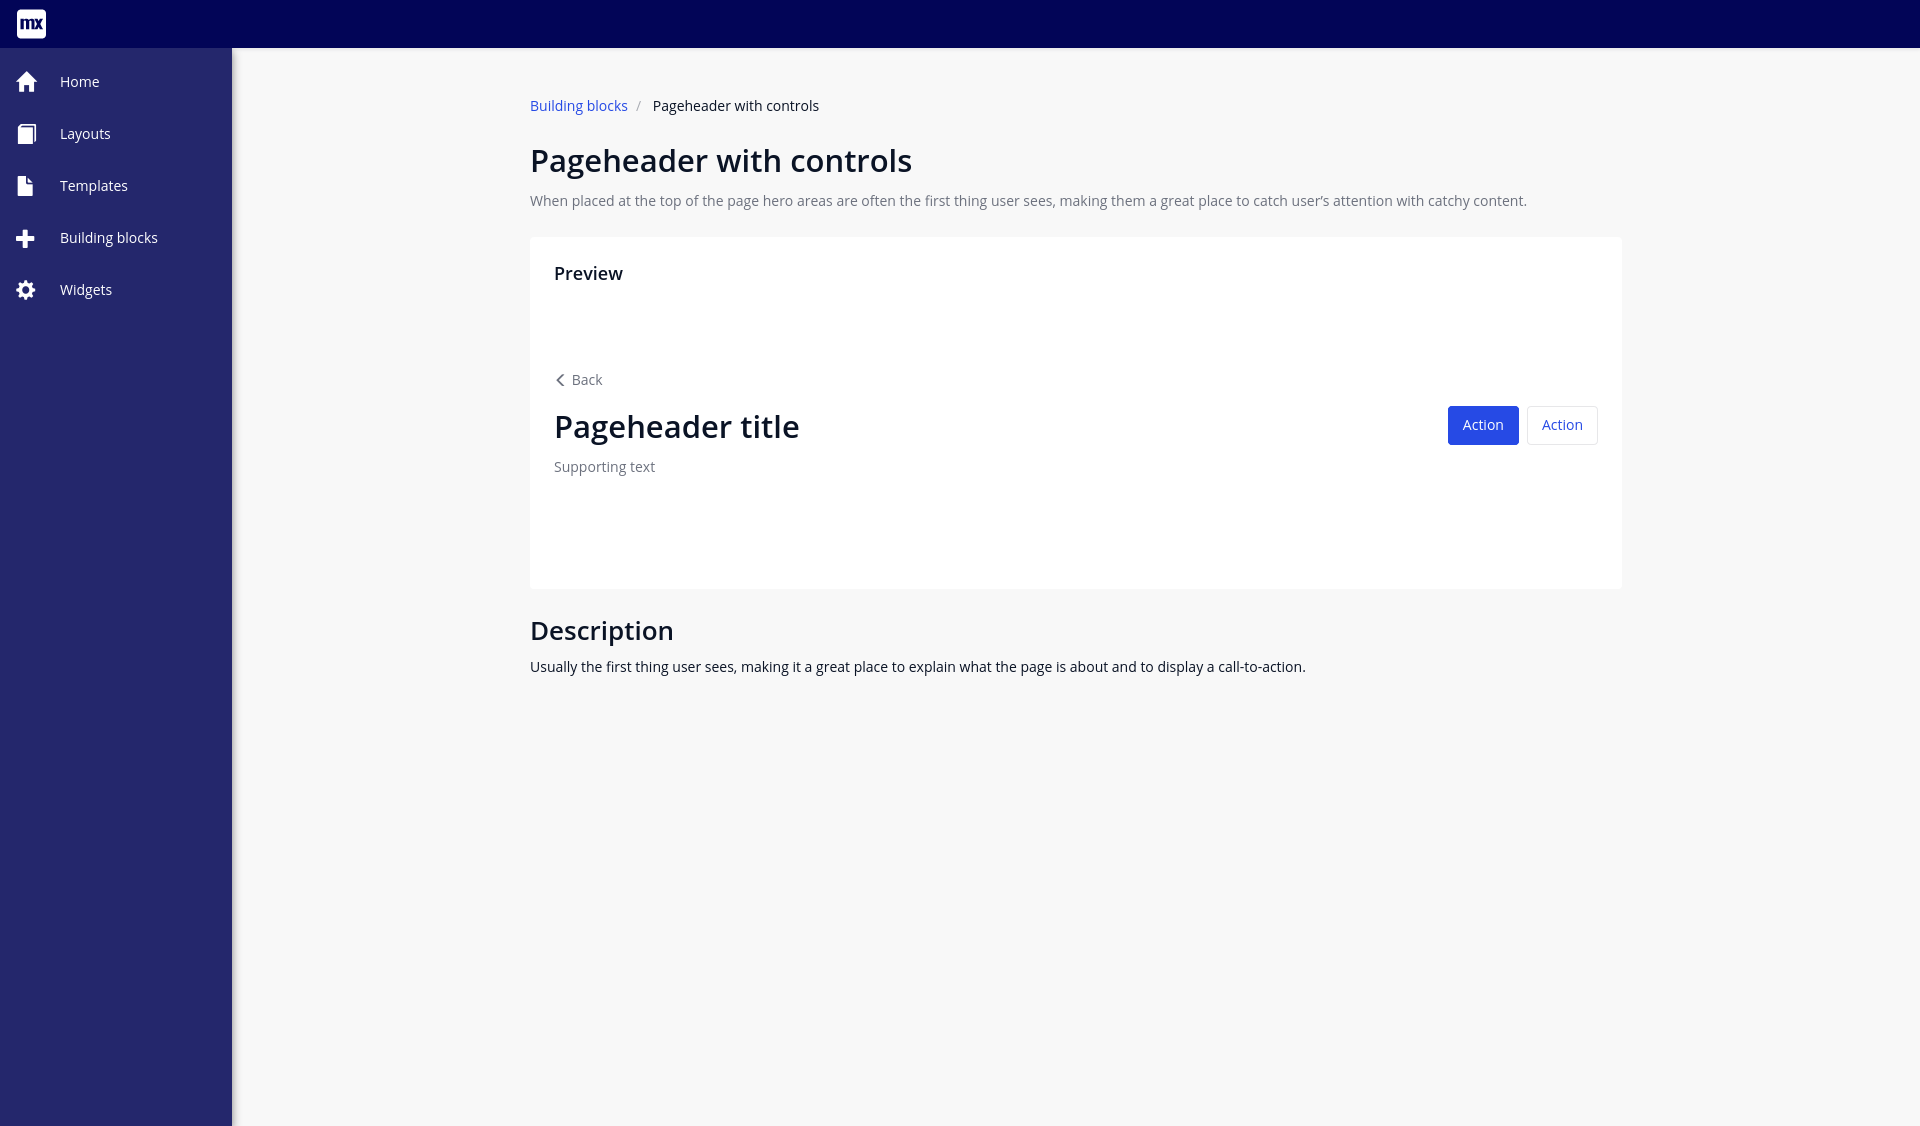 mx
Home
Layouts
Templates
Building blocks
Widgets
Building blocks / Pageheader with controls
Pageheader with controls
When placed at the top of the page hero areas are often the first thing user sees, making them a great place to catch user's attention with catchy content.
Preview
Back
Pageheader title
Action
Action
Supporting text
Description
Usually the first thing user sees, making it a great place to explain what the page is about and to display a call-to-action.